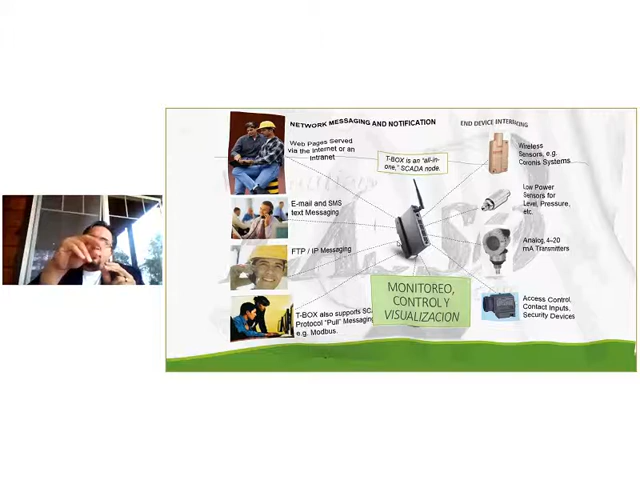 NETWORK MESSAGING AND NOTIFICATION
Web Pages Served
via the Internet or an
Intranet
E-mail and SMS
text Messaging
FTP / IP Messaging
T-BOX also supports
Protocol "Pull"
e.g. Modbus.
T-BOX is an "all-in-
one," SCADA node.
MONITOREO,
CONTROL Y
VISUALIZACION
END DEVICE INTERFACING
Wireless
Sensors, e.g.
Coronis Systems
Low Power
Sensors for
Level, Pressure,
etc.
Analog, 4-20
mA Transmitters
Access Control,
Contact Inputs,
Security Devices